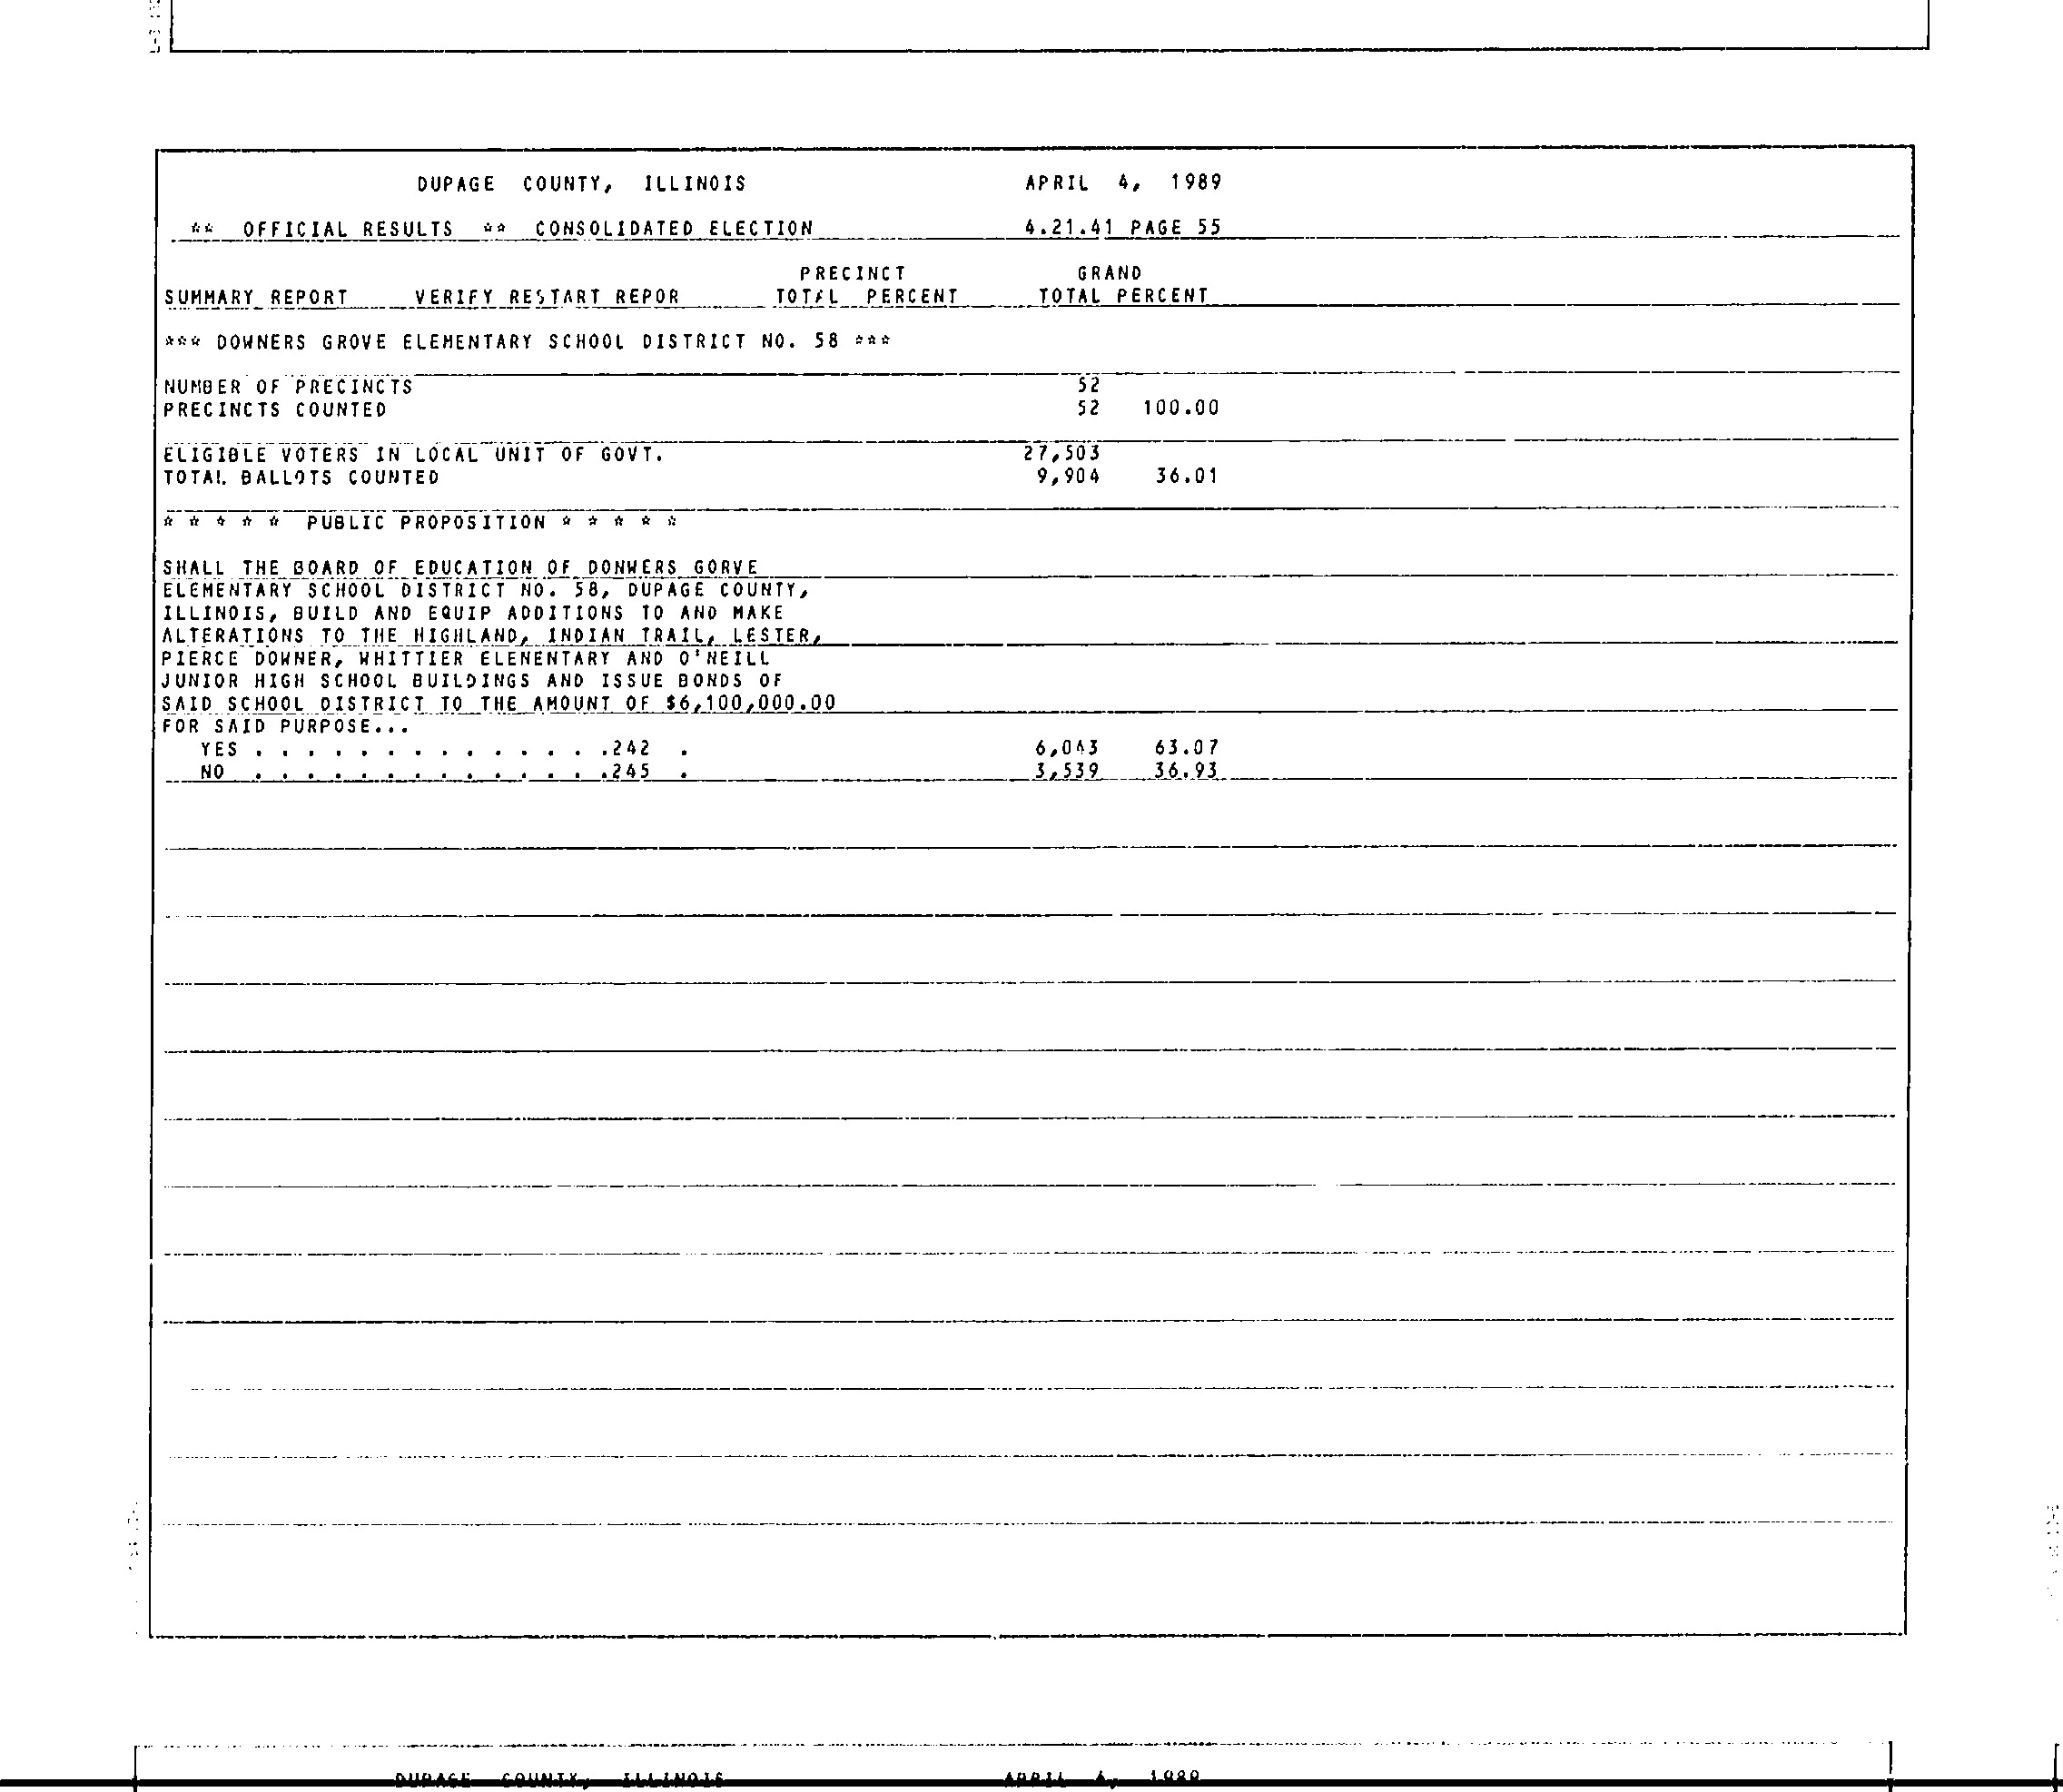 DUPAGE COUNTY, ILLINOIS APRIL 4, 1989
** OFFICIAL RESULTS ** CONSOLIDATED ELECTION 4.21.41 PAGE 55
PRECINCT GRAND
SUMMARY REPORT VERIFY RESTART REPOR TOTAL PERCENT TOTAL PERCENT
*** DOWNERS GROVE ELEMENTARY SCHOOL DISTRICT NO. 58 ***
NUMBER OF PRECINCTS 52
PRECINCTS COUNTED 52 100.00
ELIGIBLE VOTERS IN LOCAL UNIT OF GOVT. 27,503
TOTAL BALLOTS COUNTED 9,904 36.01
* * * * * PUBLIC PROPOSITION * * * * *
SHALL THE BOARD OF EDUCATION OF DONWERS GORVE
ELEMENTARY SCHOOL DISTRICT NO. 58, DUPAGE COUNTY,
ILLINOIS, BUILD AND EQUIP ADDITIONS TO AND MAKE
ALTERATIONS TO THE HIGHLAND, INDIAN TRAIL, LESTER,
PIERCE DOWNER, WHITTIER ELENENTARY AND O'NEILL
JUNIOR HIGH SCHOOL BUILDINGS AND ISSUE BONDS OF
SAID SCHOOL DISTRICT TO THE AMOUNT OF $6,100,000.00
FOR SAID PURPOSE...
YES . . . . . . . . . . . . . .242 . 6,043 63.07
NO . . . . . . . . . . . . . .245 . 3,539 36.93
DUPAGE COUNTY, ILLINOIS APRIL 4, 1989